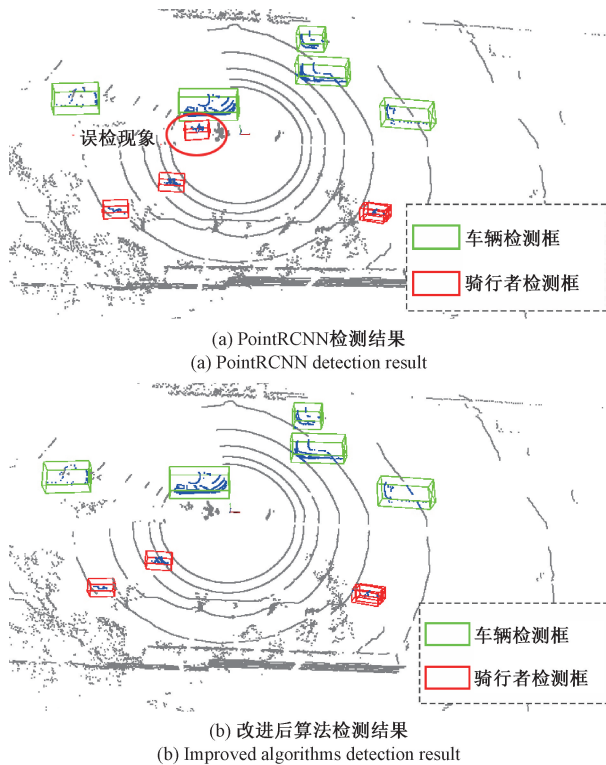 误检现象
车辆检测框
骑行者检测框
(a) PointRCNN检测结果
(a) PointRCNN detection result
车辆检测框
骑行者检测框
(b) 改进后算法检测结果
(b) Improved algorithms detection result